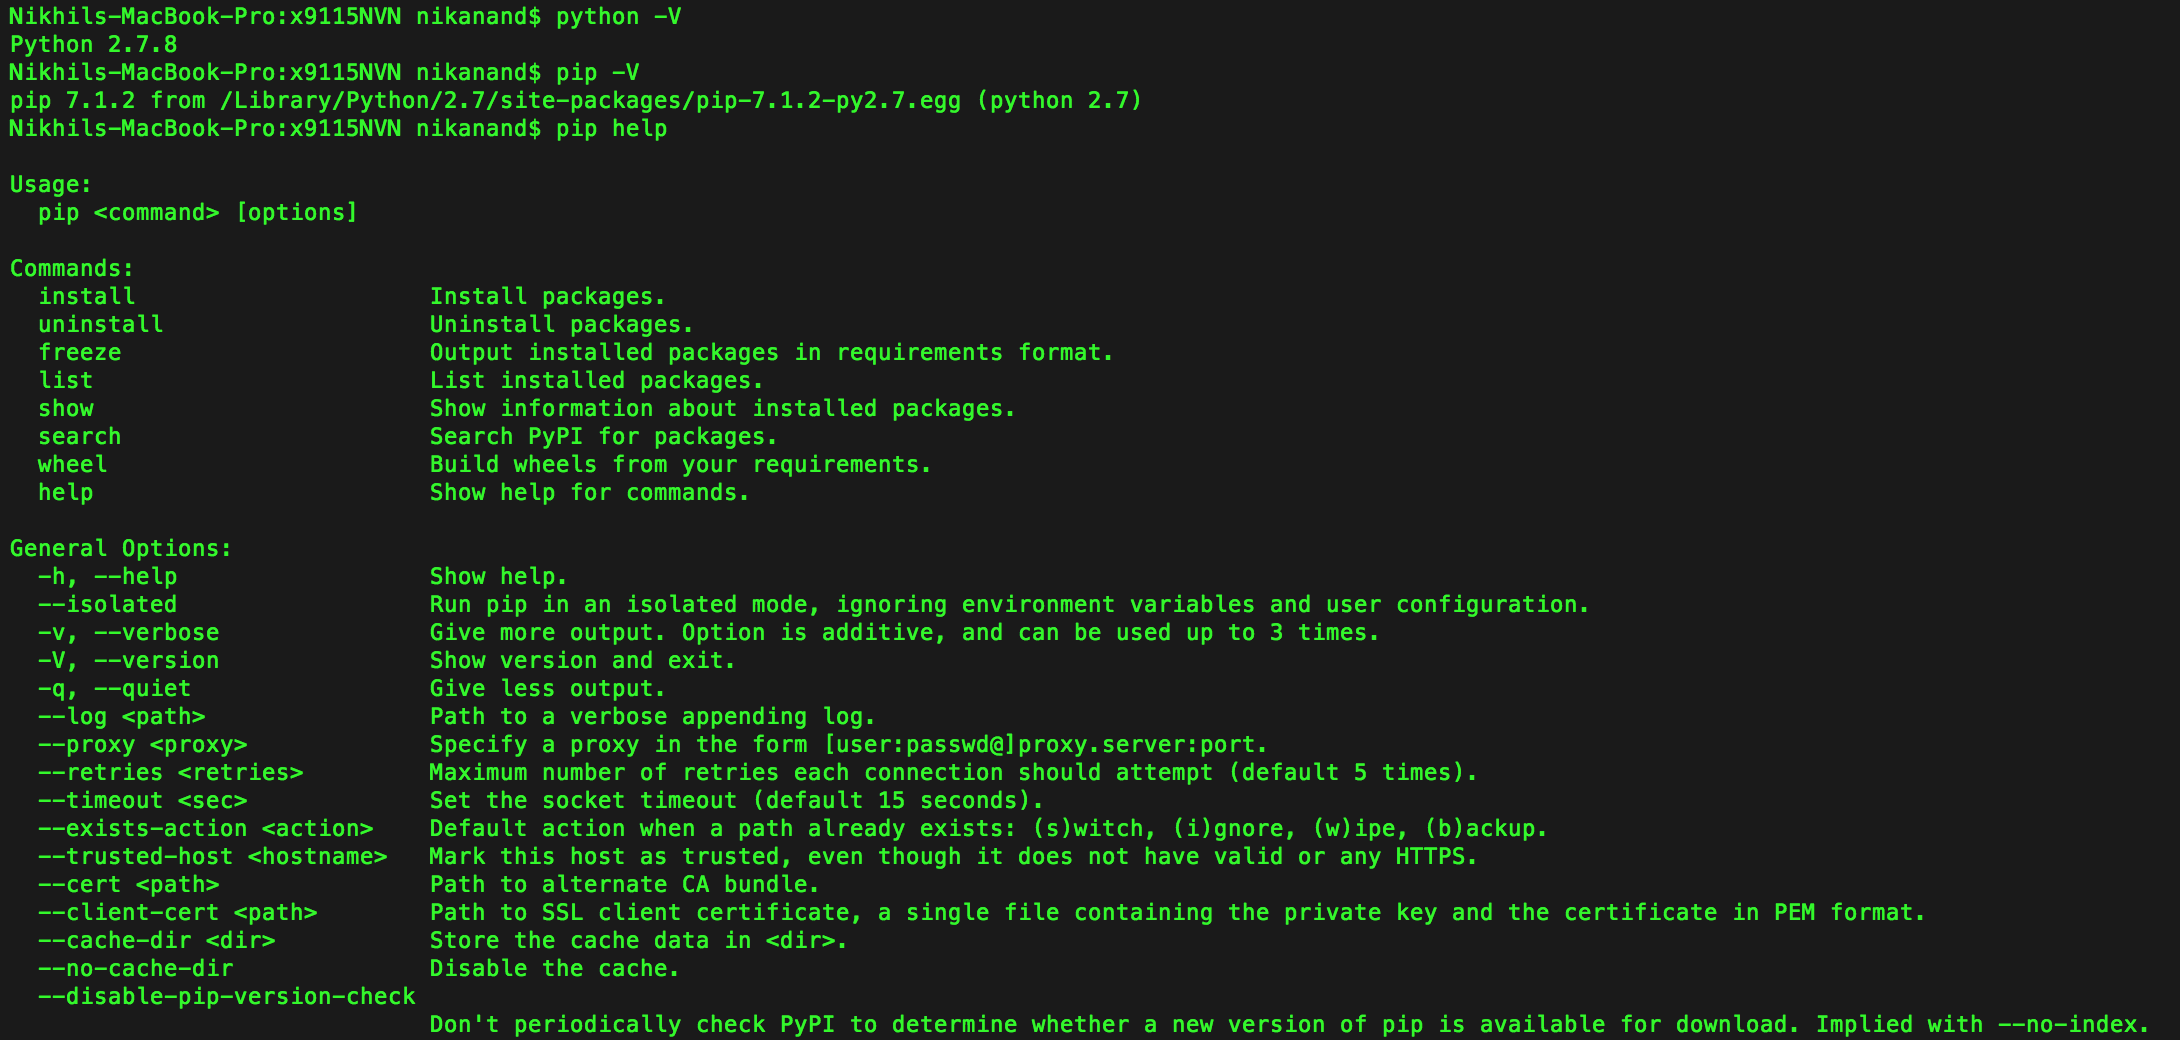 Nikhils-MacBook-Pro:x9115NVN nikanand$ python -V
Python 2.7.8
Nikhils-MacBook-Pro:x9115NVN nikanand$ pip -V
pip 7.1.2 from /Library/Python/2.7/site-packages/pip-7.1.2-py2.7.egg (python 2.7)
Nikhils-MacBook-Pro:x9115NVN nikanand$ pip help

Usage:
  pip <command> [options]

Commands:
  install                     Install packages.
  uninstall                   Uninstall packages.
  freeze                      Output installed packages in requirements format.
  list                        List installed packages.
  show                        Show information about installed packages.
  search                      Search PyPI for packages.
  wheel                       Build wheels from your requirements.
  help                        Show help for commands.

General Options:
  -h, --help                  Show help.
  --isolated                  Run pip in an isolated mode, ignoring environment variables and user configuration.
  -v, --verbose               Give more output. Option is additive, and can be used up to 3 times.
  -V, --version               Show version and exit.
  -q, --quiet                 Give less output.
  --log <path>                Path to a verbose appending log.
  --proxy <proxy>             Specify a proxy in the form [user:passwd@]proxy.server:port.
  --retries <retries>         Maximum number of retries each connection should attempt (default 5 times).
  --timeout <sec>             Set the socket timeout (default 15 seconds).
  --exists-action <action>    Default action when a path already exists: (s)witch, (i)gnore, (w)ipe, (b)ackup.
  --trusted-host <hostname>   Mark this host as trusted, even though it does not have valid or any HTTPS.
  --cert <path>               Path to alternate CA bundle.
  --client-cert <path>        Path to SSL client certificate, a single file containing the private key and the certificate in PEM format.
  --cache-dir <dir>           Store the cache data in <dir>.
  --no-cache-dir              Disable the cache.
  --disable-pip-version-check
                              Don't periodically check PyPI to determine whether a new version of pip is available for download. Implied with --no-index.